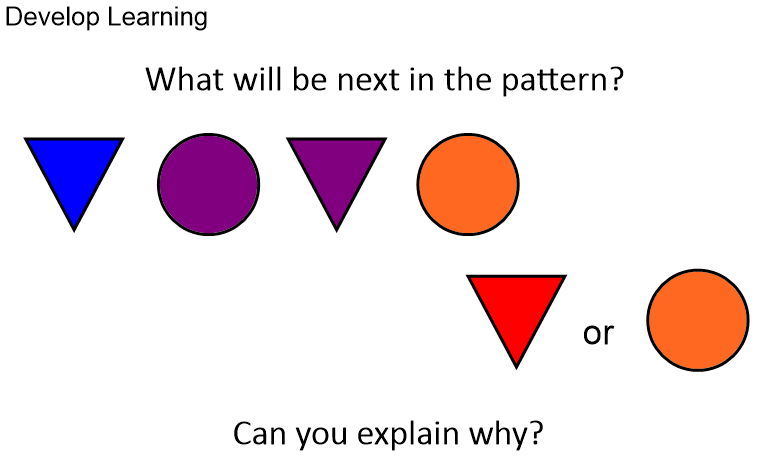 Develop Learning
What will be next in the pattern?
or
Can you explain why?